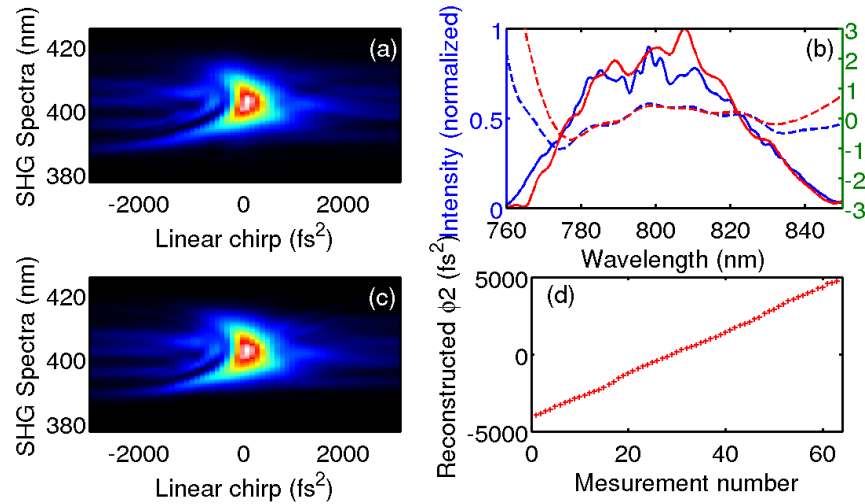 (a)
420
400
380
SHG Spectra (nm)
-2000 0 2000
Linear chirp (fs²)
(b)
1
0.5
0
Intensity (normalized)
3
2
1
0
-1
-2
-3
760 780 800 820 840
Wavelength (nm)
(c)
420
400
380
SHG Spectra (nm)
-2000 0 2000
Linear chirp (fs²)
(d)
5000
0
-5000
Reconstructed ϕ2 (fs²)
0 20 40 60
Mesurement number